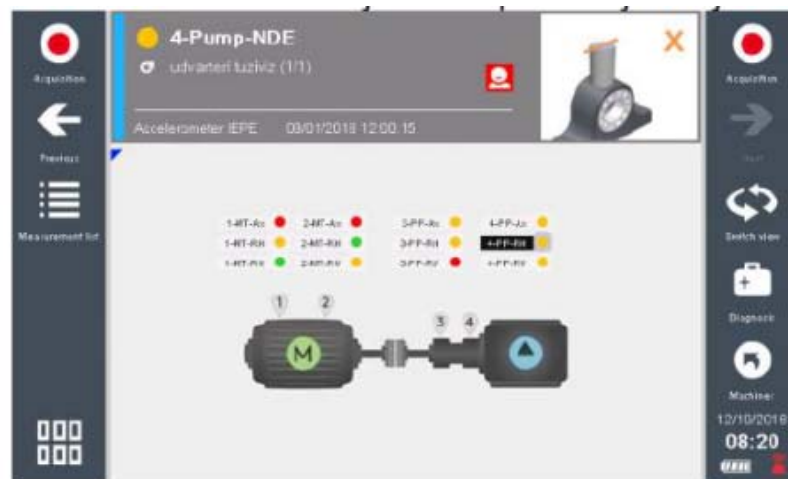 4-Pump-NDE
udvarteri tuziviz (1/1)
Accelerometer IEPE 03/01/2018 12:00:15
X
Acquisition
Previous
Measurement list
Acquisition
Switch view
Diagnose
Machine:
12/10/2018
08:20
1-MT-Ax 2-MT-Ax 3-PP-Ax 4-PP-Ax
1-MT-RH 2-MT-RH 3-PP-RH 4-PP-RH
1-MT-RV 2-MT-RV 3-PP-RV 4-PP-RV
1 2
3 4
M